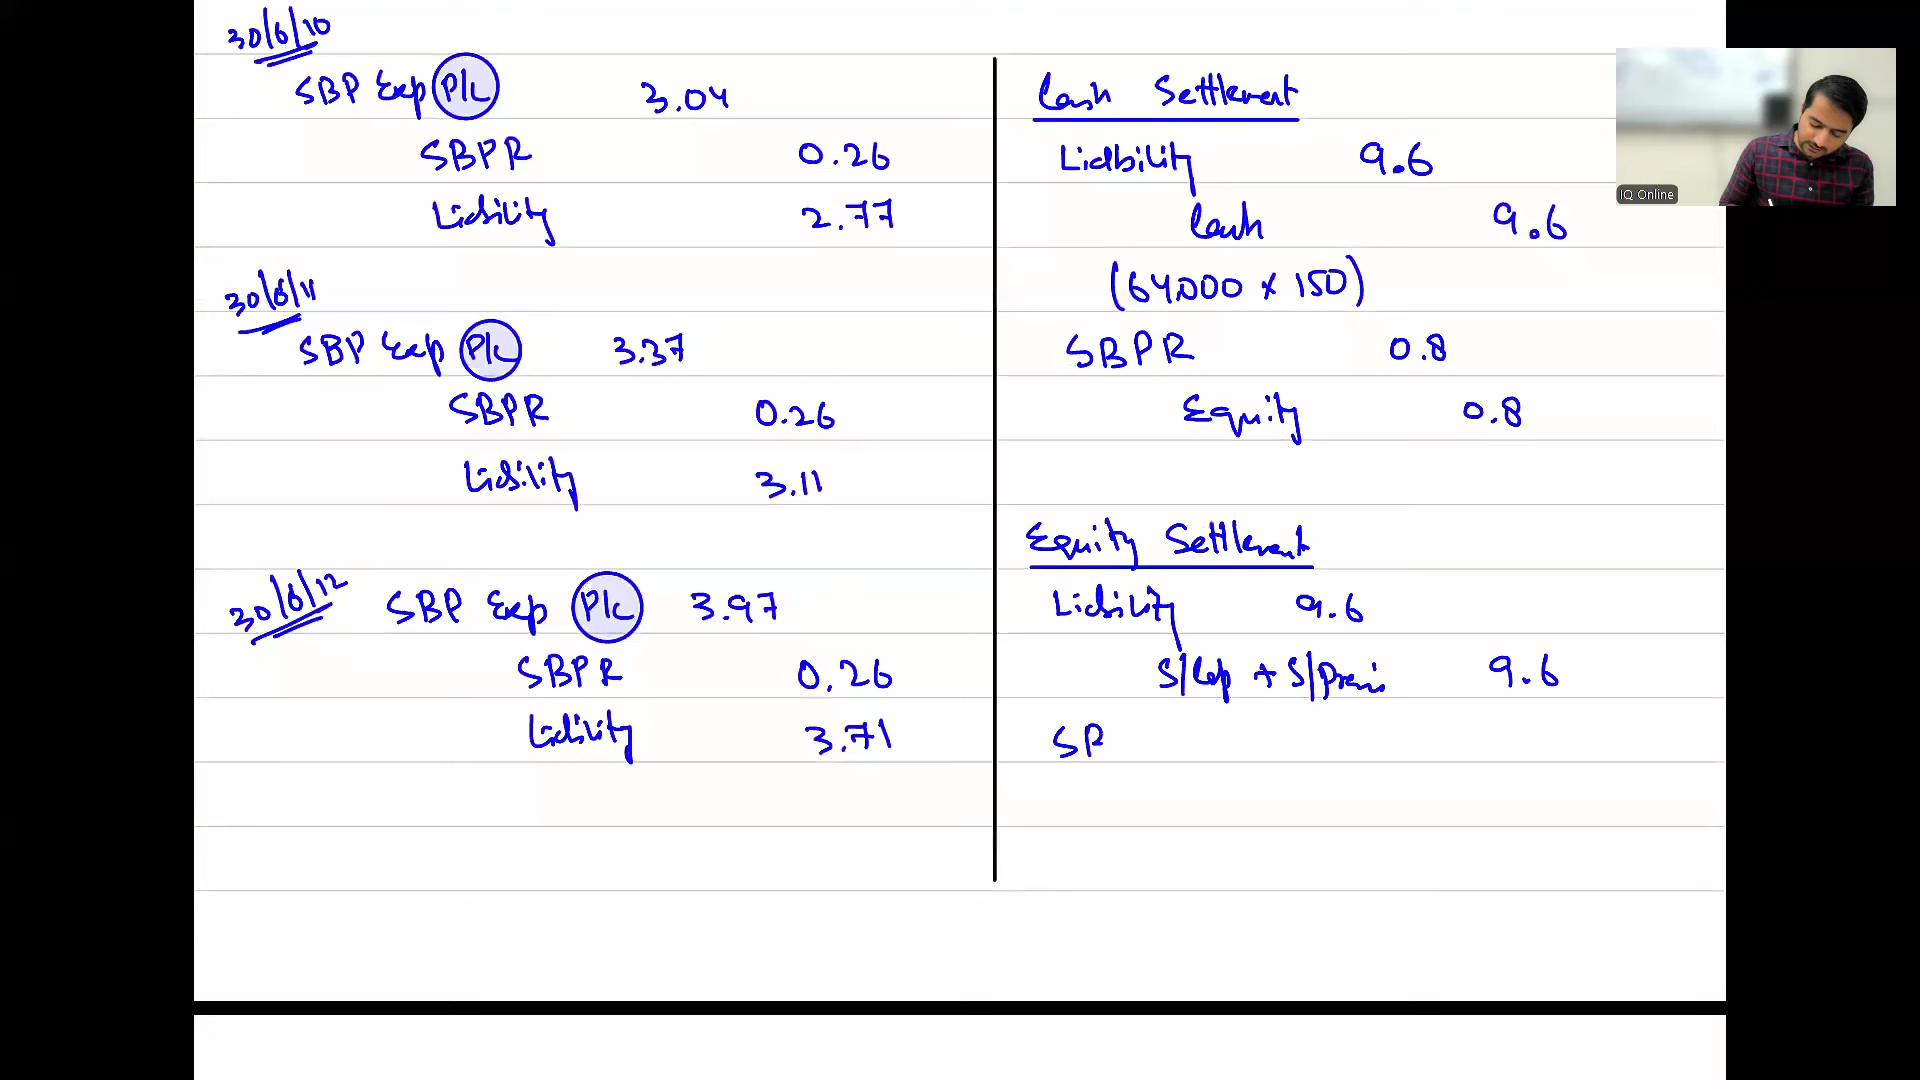 30/6/10
SBP Exp P/L 3.04
SBPR 0.26
Liability 2.77
30/6/11
SBP Exp P/L 3.37
SBPR 0.26
Liability 3.11
30/6/12 SBP Exp P/L 3.97
SBPR 0.26
Liability 3.71
Cash Settlement
Liability 9.6
Cash 9.6
(64000 x 150)
SBPR 0.8
Equity 0.8
Equity Settlement
Liability 9.6
S/Cap + S/Premi 9.6
SB
IQ Online